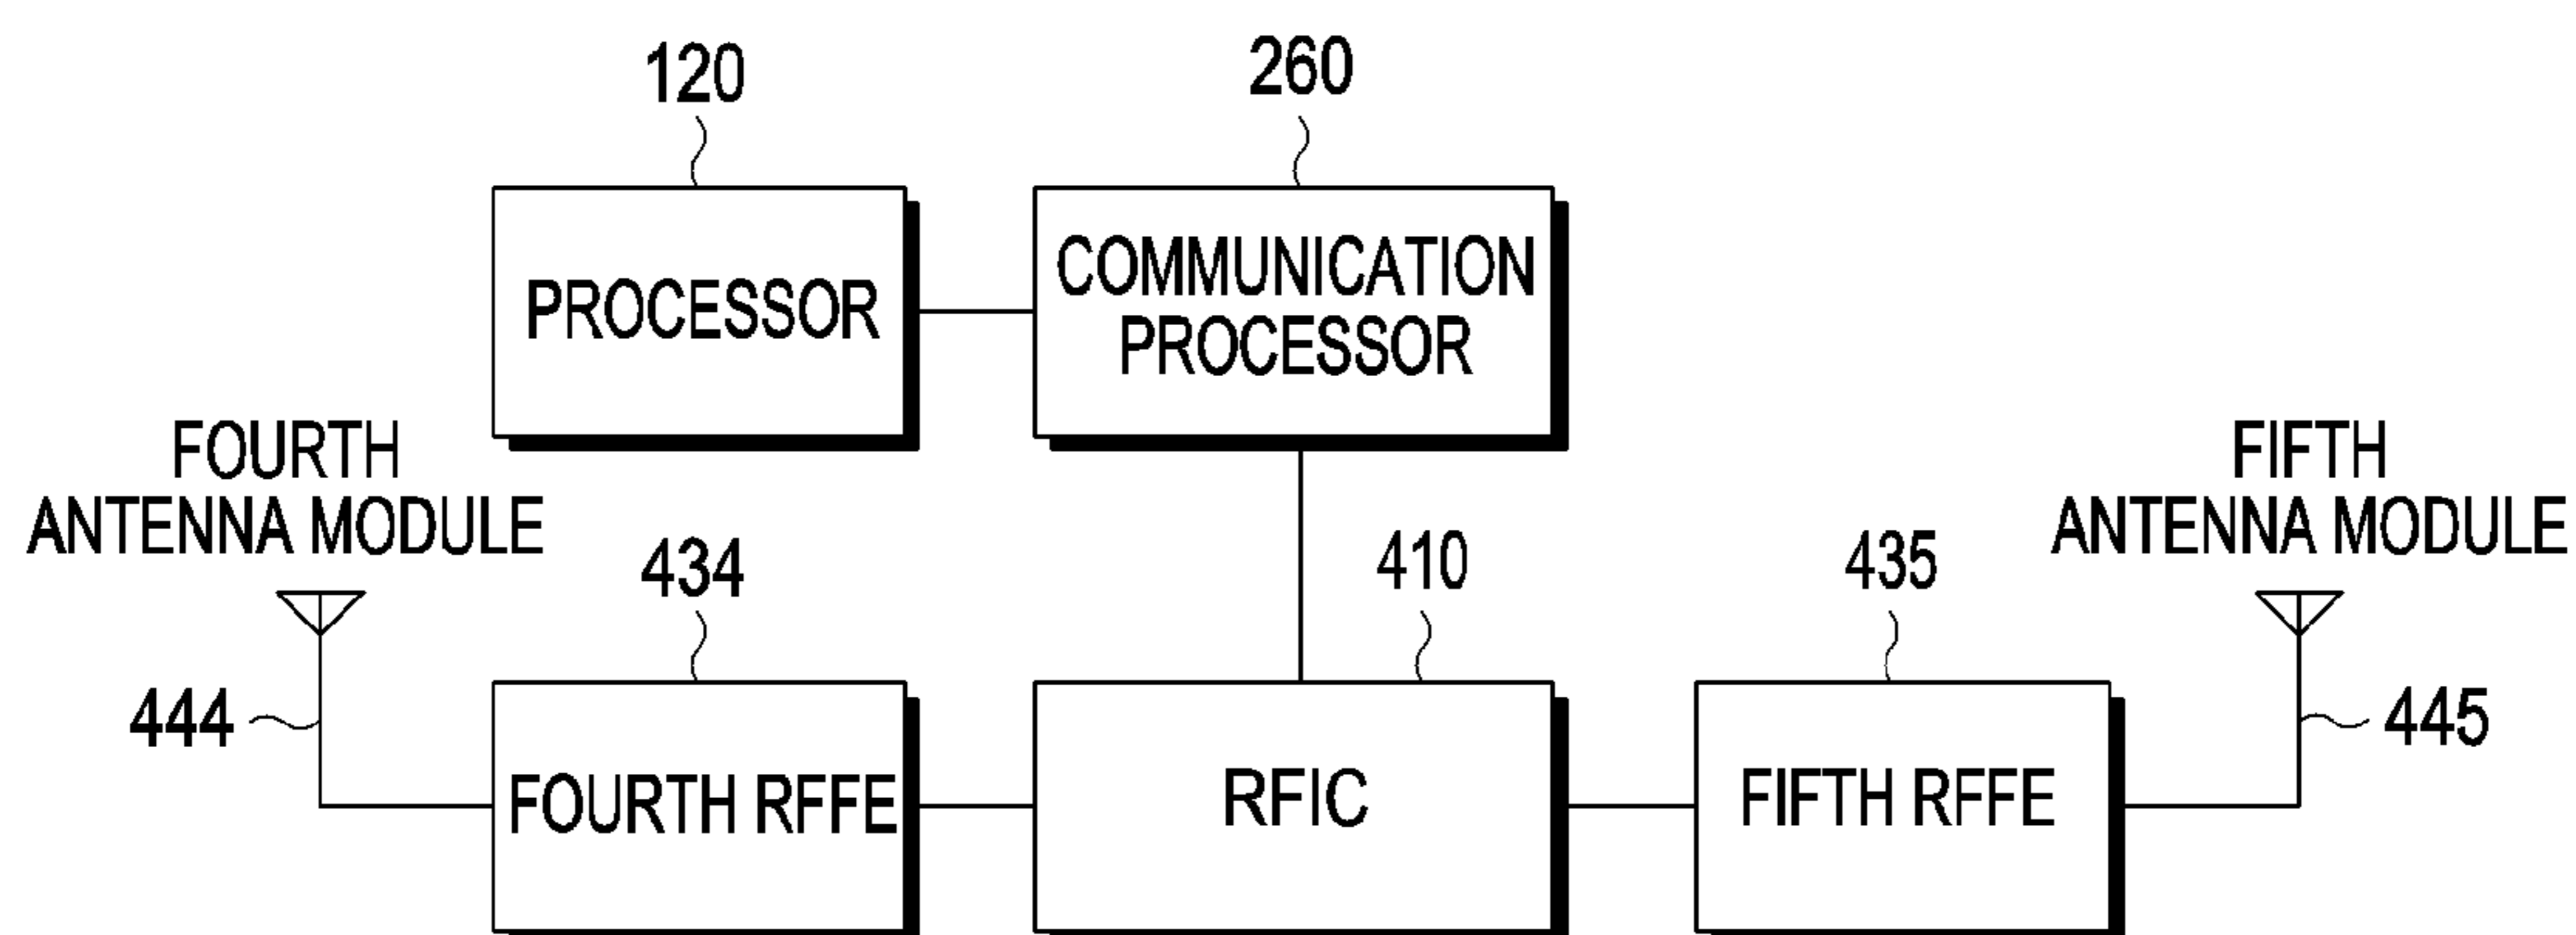 120
260
PROCESSOR
COMMUNICATION
PROCESSOR
FOURTH
ANTENNA MODULE
FIFTH
ANTENNA MODULE
434
410
435
444
445
FOURTH RFFE
RFIC
FIFTH RFFE